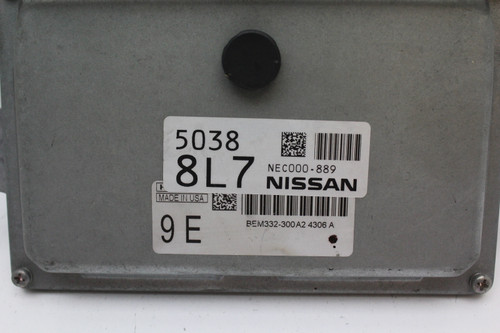 5038
NEC000-889
8L7 NISSAN
MADE IN USA
9E
BEM332-300A2 4306 A